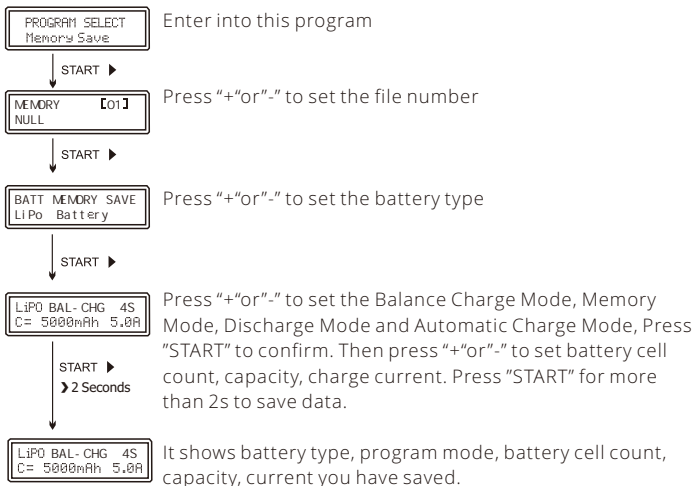 PROGRAM SELECT
Memory Save
Enter into this program
START
MEMORY [01]
NULL
Press “+“or”-” to set the file number
START
BATT MEMORY SAVE
LiPo Battery
Press “+“or”-” to set the battery type
START
LiPO BAL-CHG 4S
C= 5000mAh 5.0A
Press “+“or”-” to set the Balance Charge Mode, Memory
Mode, Discharge Mode and Automatic Charge Mode, Press
”START” to confirm. Then press “+“or”-” to set battery cell
count, capacity, charge current. Press ”START” for more
than 2s to save data.
START
❯ 2 Seconds
LiPO BAL-CHG 4S
C= 5000mAh 5.0A
It shows battery type, program mode, battery cell count,
capacity, current you have saved.